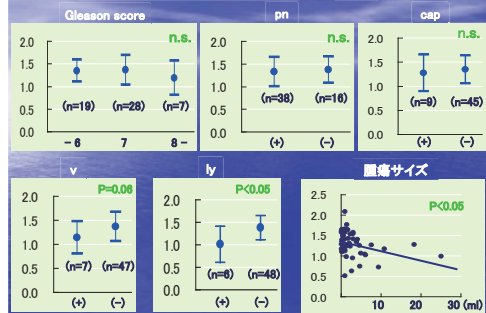 Gleason score
n.s.
2.0
1.5
1.0
0.5
0.0
(n=19)
(n=28)
(n=7)
- 6
7
8 -
pn
n.s.
2.0
1.5
1.0
0.5
0.0
(n=38)
(n=16)
(+)
(-)
cap
n.s.
2.0
1.5
1.0
0.5
0.0
(n=9)
(n=45)
(+)
(-)
v
P=0.06
2.0
1.5
1.0
0.5
0.0
(n=7)
(n=47)
(+)
(-)
ly
P<0.05
2.0
1.5
1.0
0.5
0.0
(n=6)
(n=48)
(+)
(-)
腫瘍サイズ
P<0.05
2.5
2.0
1.5
1.0
0.5
0.0
10
20
30 (ml)